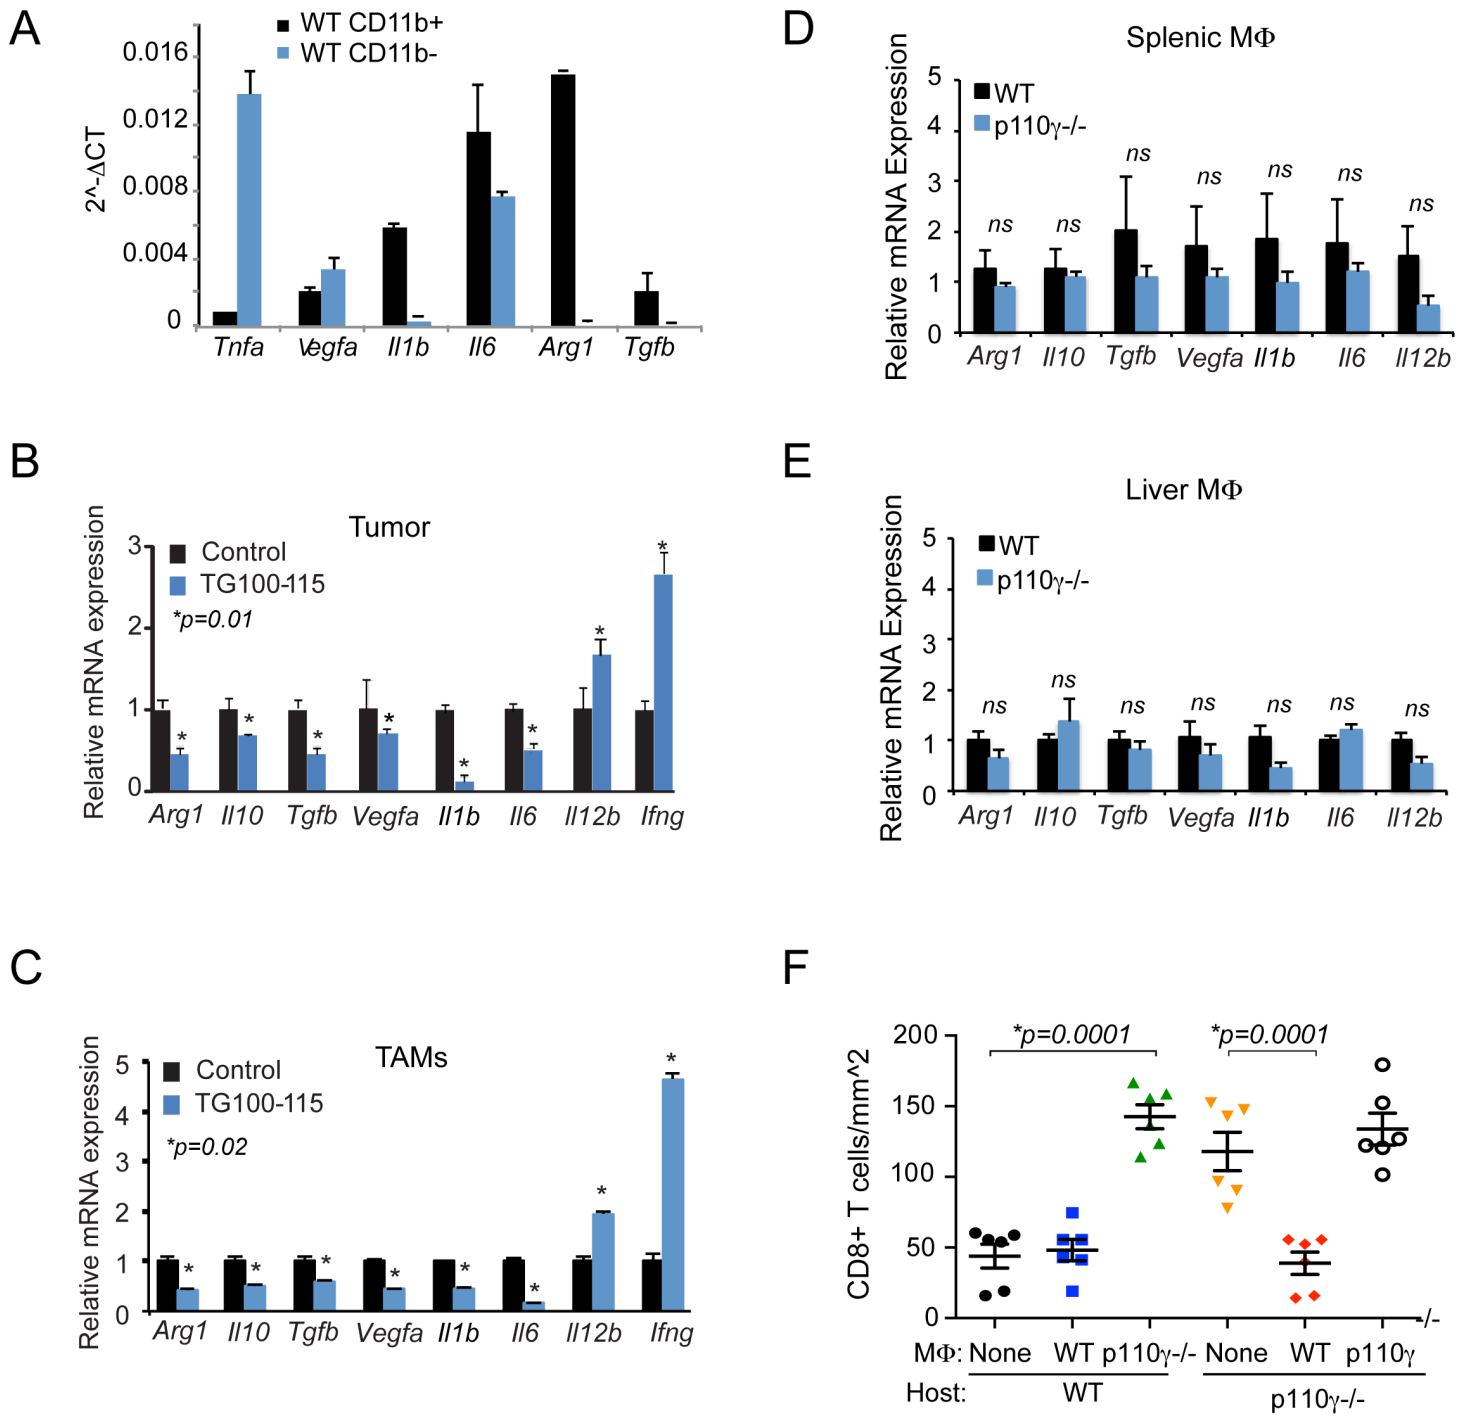 A
WT CD11b+
WT CD11b-
2^-ΔCT
0.016
0.012
0.008
0.004
0
Tnfa Vegfa Il1b Il6 Arg1 Tgfb
B
Tumor
Relative mRNA expression
Control
TG100-115
*p=0.01
3
2
1
0
* * * * * * * *
Arg1 Il10 Tgfb Vegfa Il1b Il6 Il12b Ifng
C
TAMs
Relative mRNA expression
Control
TG100-115
*p=0.02
5
4
3
2
1
0
* * * * * * * *
Arg1 Il10 Tgfb Vegfa Il1b Il6 Il12b Ifng
D
Splenic MΦ
Relative mRNA Expression
WT
p110γ-/-
5
4
3
2
1
0
ns ns ns ns ns ns ns
Arg1 Il10 Tgfb Vegfa Il1b Il6 Il12b
E
Liver MΦ
Relative mRNA Expression
WT
p110γ-/-
5
4
3
2
1
0
ns ns ns ns ns ns ns
Arg1 Il10 Tgfb Vegfa Il1b Il6 Il12b
F
CD8+ T cells/mm^2
*p=0.0001 *p=0.0001
200
150
100
50
0
-/-
MΦ: None WT p110γ-/- None WT p110γ
Host: WT p110γ-/-